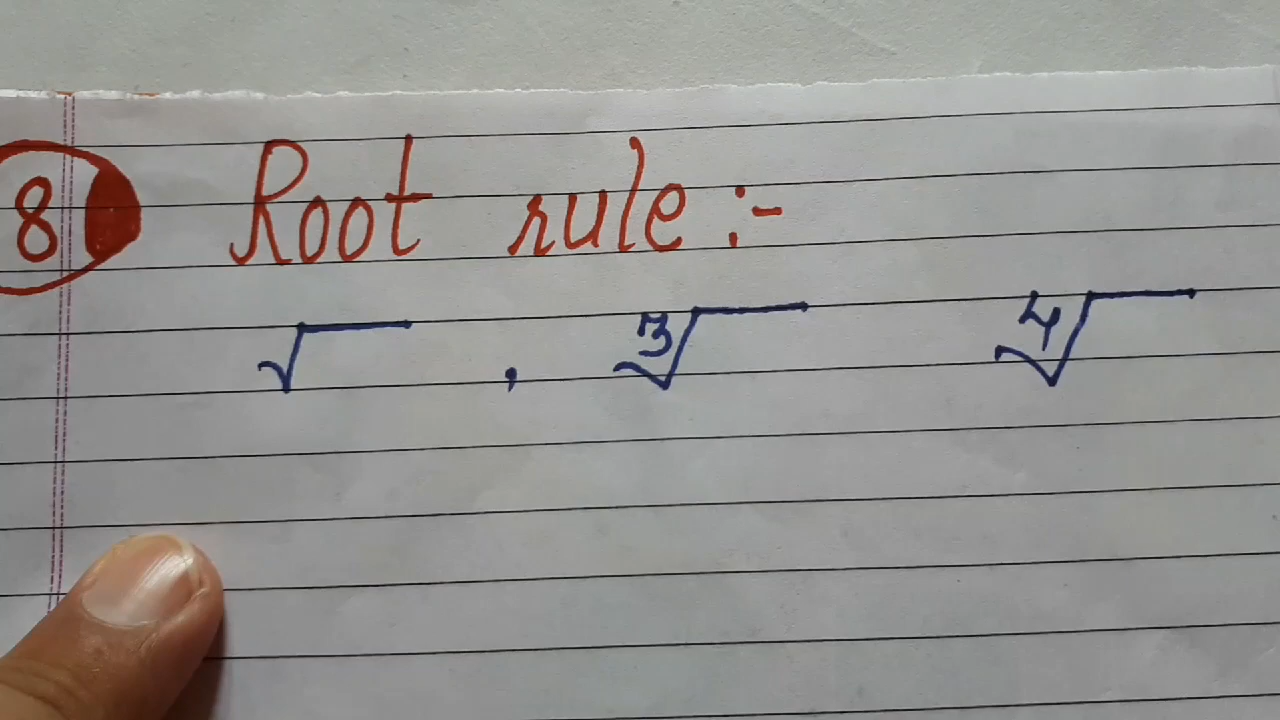 8 Root rule :-
√ , ∛ ∜